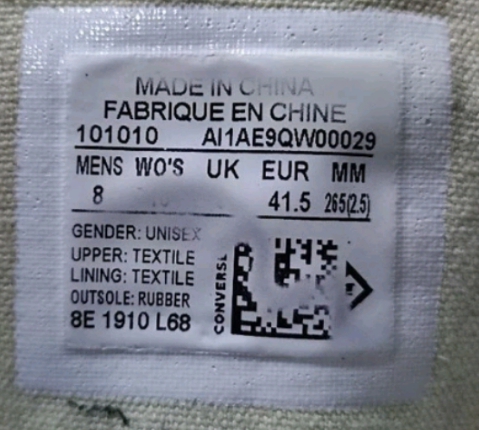 MADE IN CHINA
FABRIQUE EN CHINE
101010 AI1AE9QW00029
MENS WO'S UK EUR MM
8 41.5 265(2.5)
GENDER: UNISEX
UPPER: TEXTILE
LINING: TEXTILE
OUTSOLE: RUBBER
8E 1910 L68